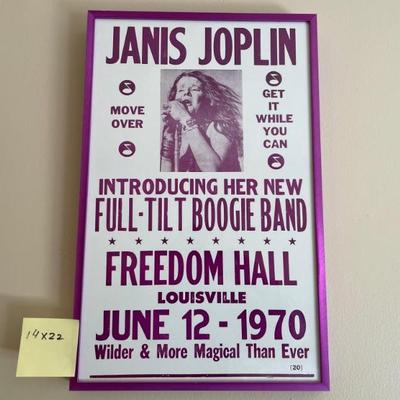 JANIS JOPLIN
MOVE
OVER
GET
IT
WHILE
YOU
CAN
INTRODUCING HER NEW
FULL-TILT BOOGIE BAND
FREEDOM HALL
LOUISVILLE
JUNE 12 - 1970
Wilder & More Magical Than Ever
(20)
14x22